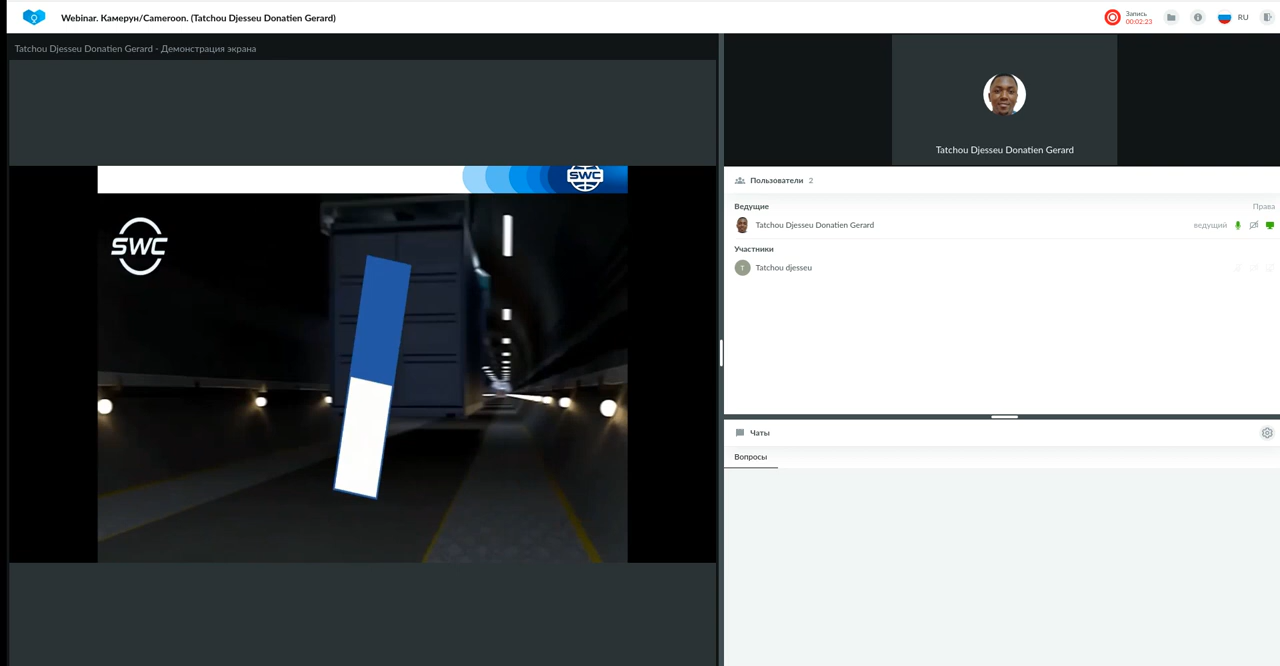 Webinar. Камерун/Cameroon. (Tatchou Djesseu Donatien Gerard)
Запись
00:02:23
RU
Tatchou Djesseu Donatien Gerard - Демонстрация экрана
SWC
SWC
Tatchou Djesseu Donatien Gerard
Пользователи 2
Ведущие
Права
Tatchou Djesseu Donatien Gerard
ведущий
Участники
T
Tatchou djesseu
Чаты
Вопросы